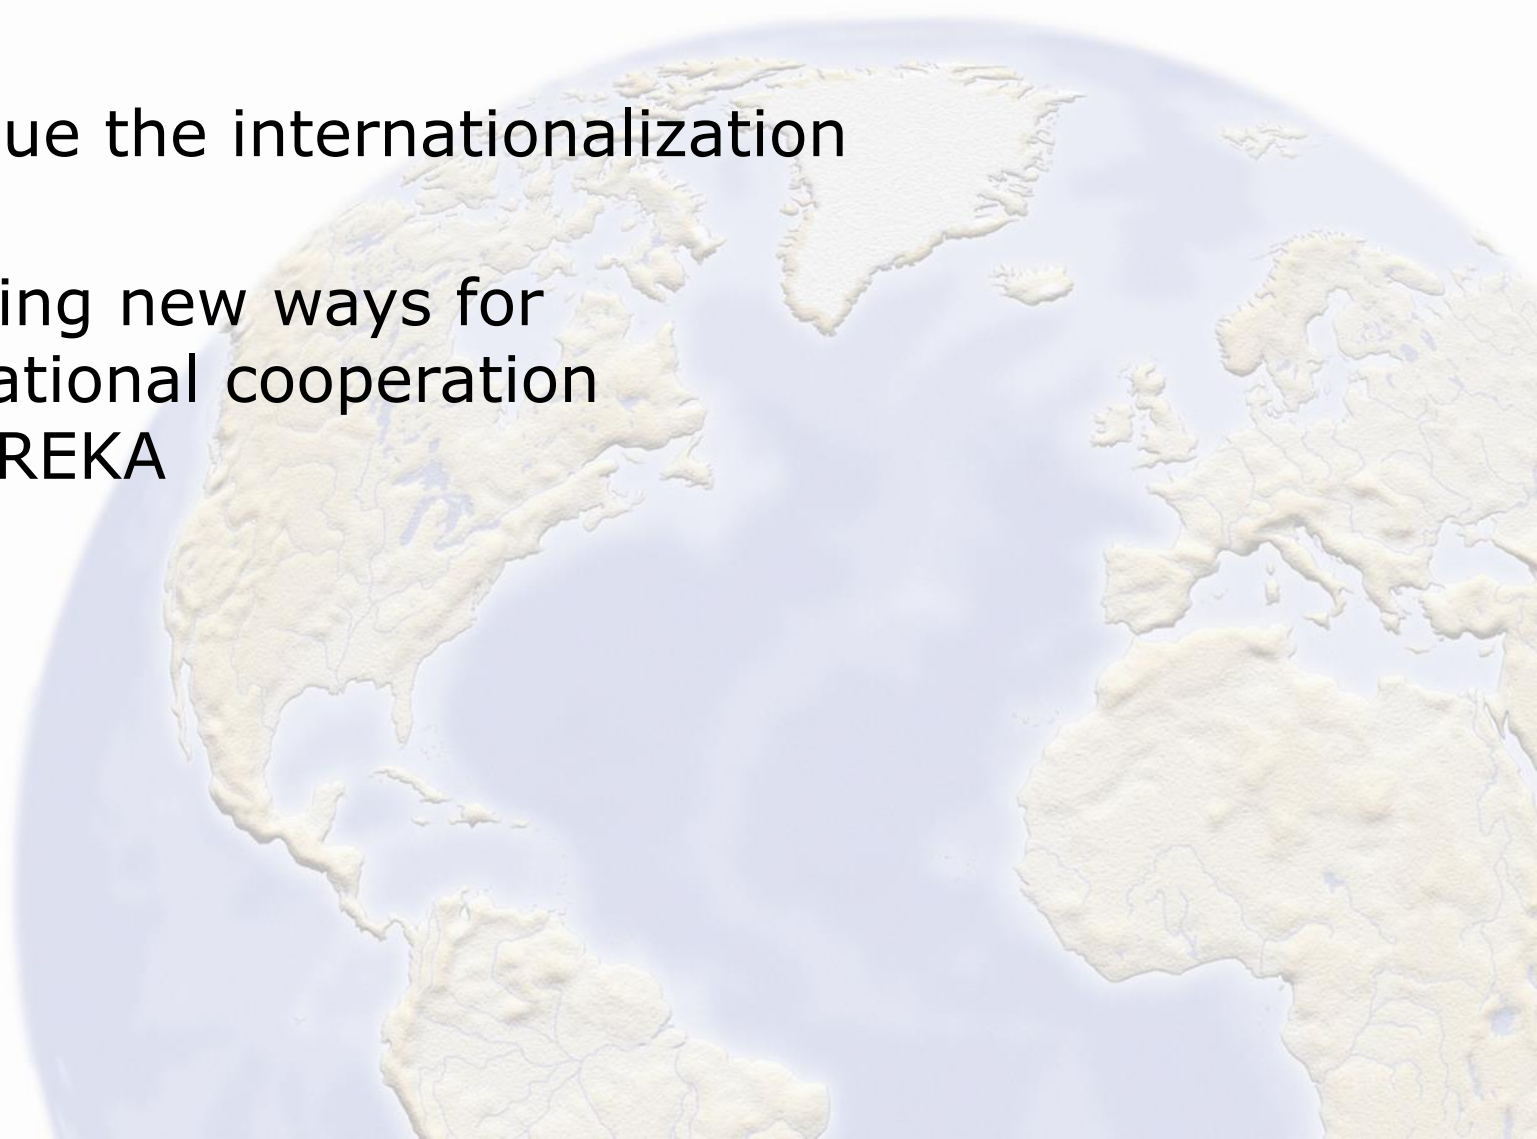 ue the internationalization
ing new ways for
ational cooperation
REKA